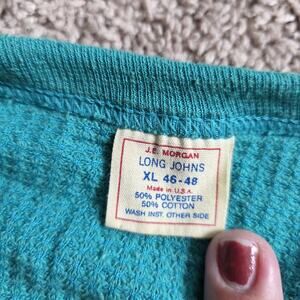 J.E. MORGAN
LONG JOHNS
XL 46-48
Made in U.S.A.
50% POLYESTER
50% COTTON
WASH INST. OTHER SIDE